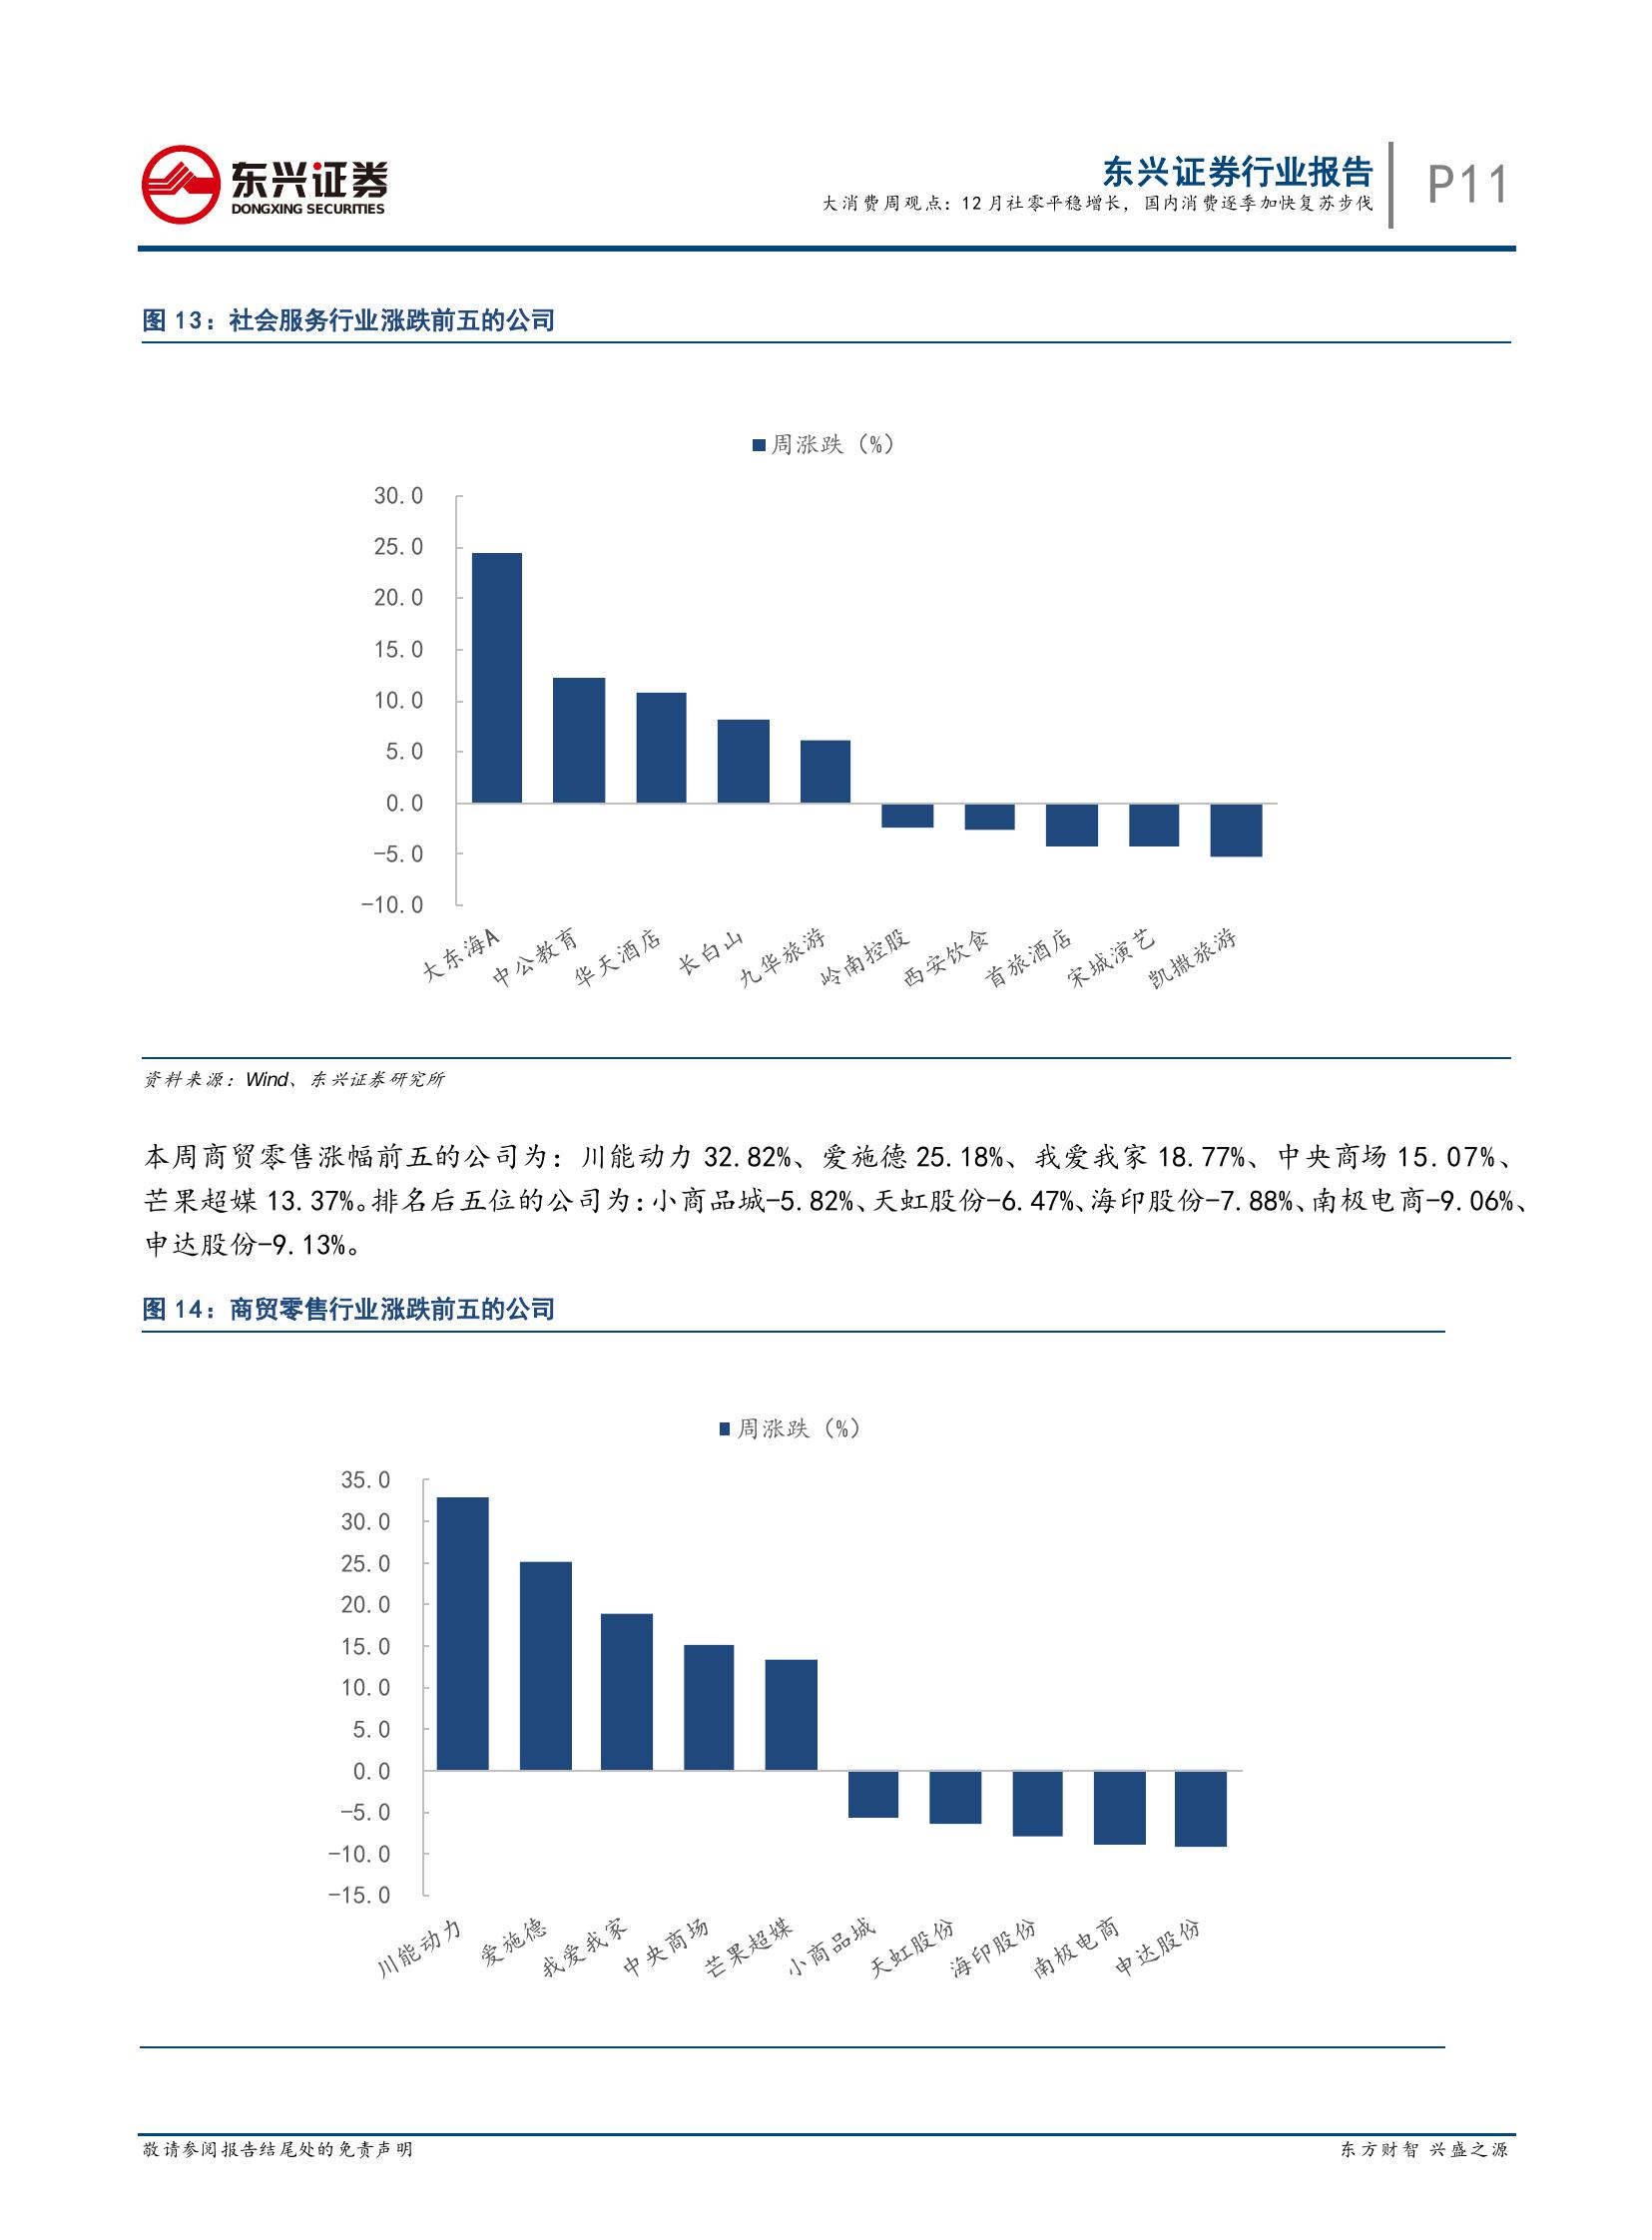 东兴证券
DONGXING SECURITIES
东兴证券行业报告
大消费周观点：12月社零平稳增长，国内消费逐季加快复苏步伐
P11
图 13：社会服务行业涨跌前五的公司
周涨跌（%）
30.0
25.0
20.0
15.0
10.0
5.0
0.0
-5.0
-10.0
大东海A
中公教育
华天酒店
长白山
九华旅游
岭南控股
西安饮食
首旅酒店
宋城演艺
凯撒旅游
资料来源：Wind、东兴证券研究所
本周商贸零售涨幅前五的公司为：川能动力 32.82%、爱施德 25.18%、我爱我家 18.77%、中央商场 15.07%、
芒果超媒 13.37%。排名后五位的公司为：小商品城-5.82%、天虹股份-6.47%、海印股份-7.88%、南极电商-9.06%、
申达股份-9.13%。
图 14：商贸零售行业涨跌前五的公司
周涨跌（%）
35.0
30.0
25.0
20.0
15.0
10.0
5.0
0.0
-5.0
-10.0
-15.0
川能动力
爱施德
我爱我家
中央商场
芒果超媒
小商品城
天虹股份
海印股份
南极电商
申达股份
敬请参阅报告结尾处的免责声明
东方财智 兴盛之源